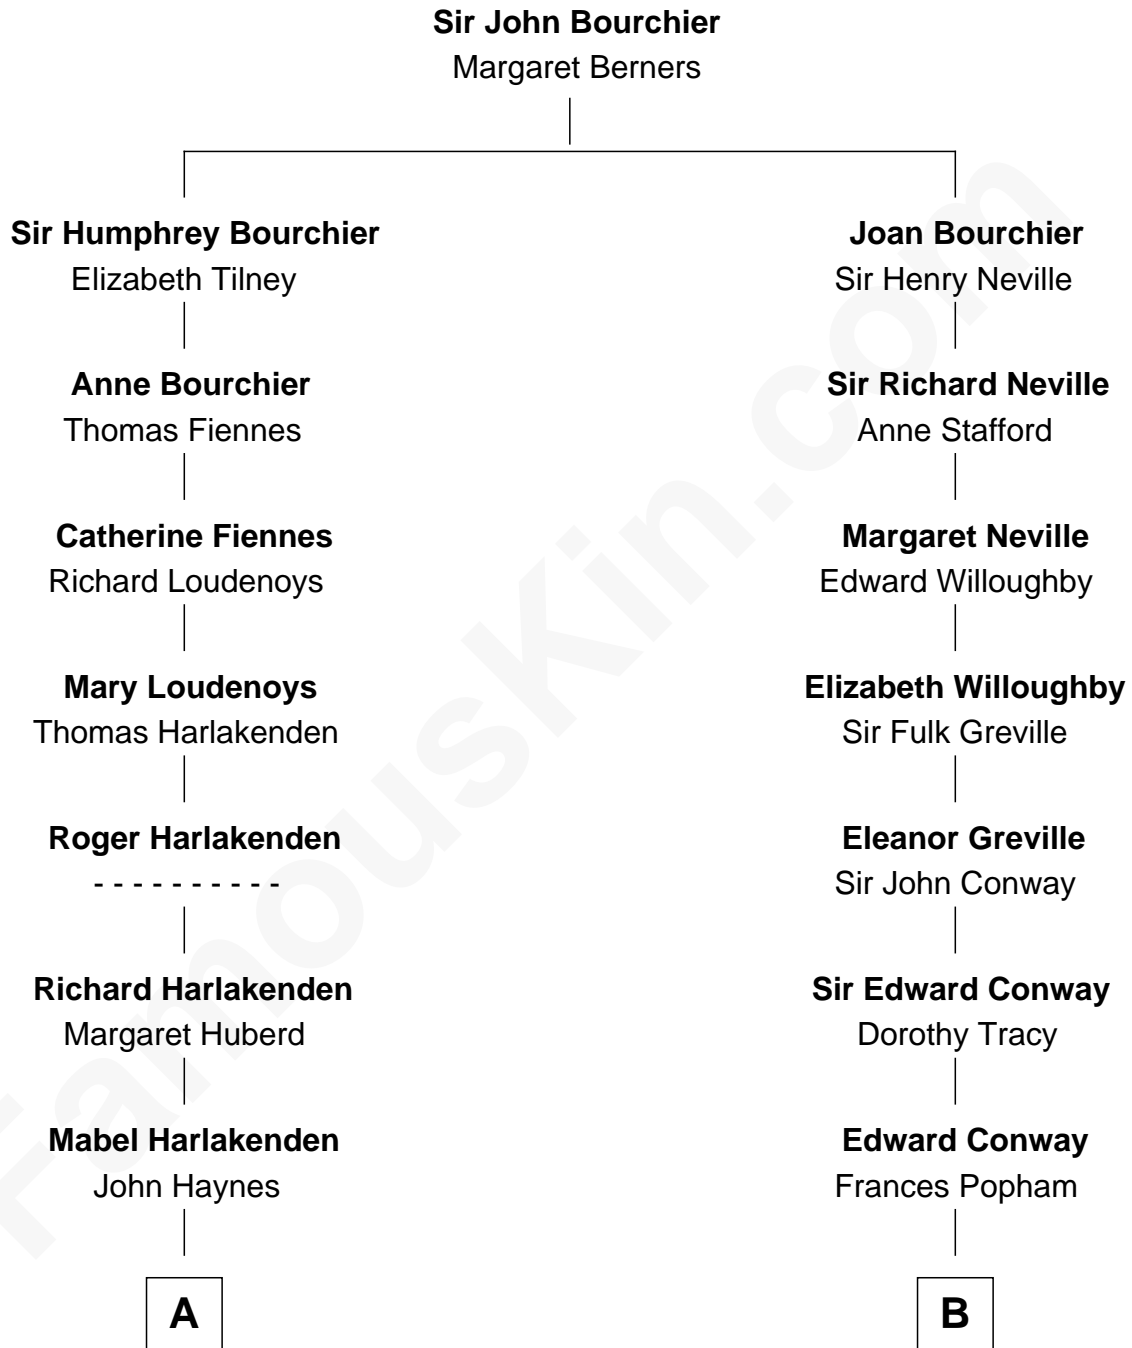 Sir John Bourchier
Margaret Berners
Sir Humphrey Bourchier
Elizabeth Tilney
Joan Bourchier
Sir Henry Neville
Anne Bourchier
Thomas Fiennes
Sir Richard Neville
Anne Stafford
Catherine Fiennes
Richard Loudenoys
Margaret Neville
Edward Willoughby
Mary Loudenoys
Thomas Harlakenden
Elizabeth Willoughby
Sir Fulk Greville
Roger Harlakenden
- - - - - - - - - -
Eleanor Greville
Sir John Conway
Richard Harlakenden
Margaret Huberd
Sir Edward Conway
Dorothy Tracy
Mabel Harlakenden
John Haynes
Edward Conway
Frances Popham
A
B
FamousKin.com